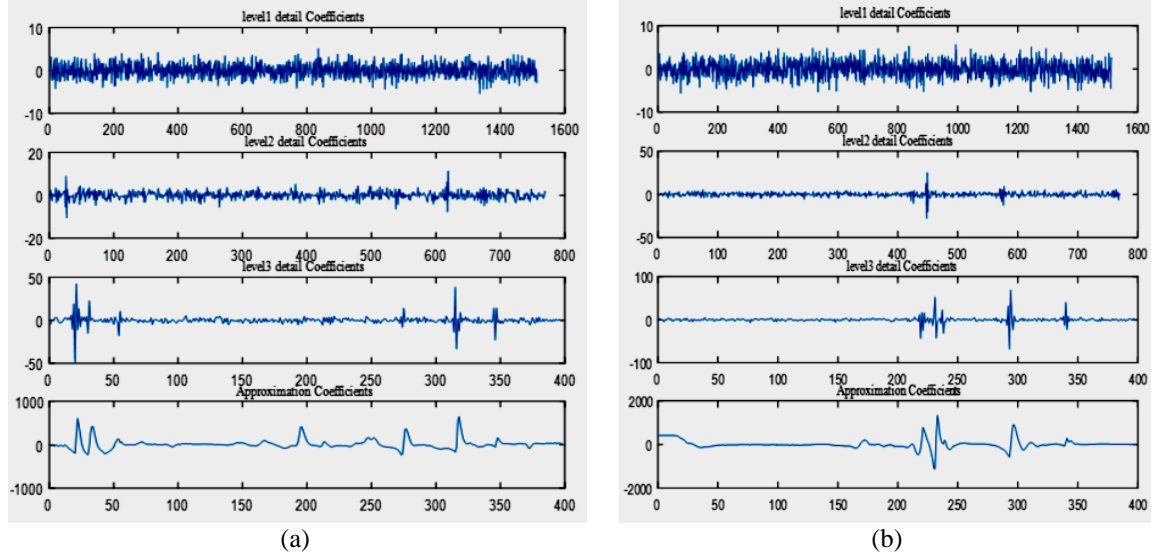 level1 detail Coefficients
10
0
-10
0 200 400 600 800 1000 1200 1400 1600
level2 detail Coefficients
20
0
-20
0 100 200 300 400 500 600 700 800
level3 detail Coefficients
50
0
50
0 50 100 150 200 250 300 350 400
Approximation Coefficients
1000
0
-1000
0 50 100 150 200 250 300 350 400
(a)
level1 detail Coefficients
10
0
-10
0 200 400 600 800 1000 1200 1400 1600
level2 detail Coefficients
50
0
-50
0 100 200 300 400 500 600 700 800
level3 detail Coefficients
100
0
-100
0 50 100 150 200 250 300 350 400
Approximation Coefficients
2000
0
-2000
0 50 100 150 200 250 300 350 400
(b)